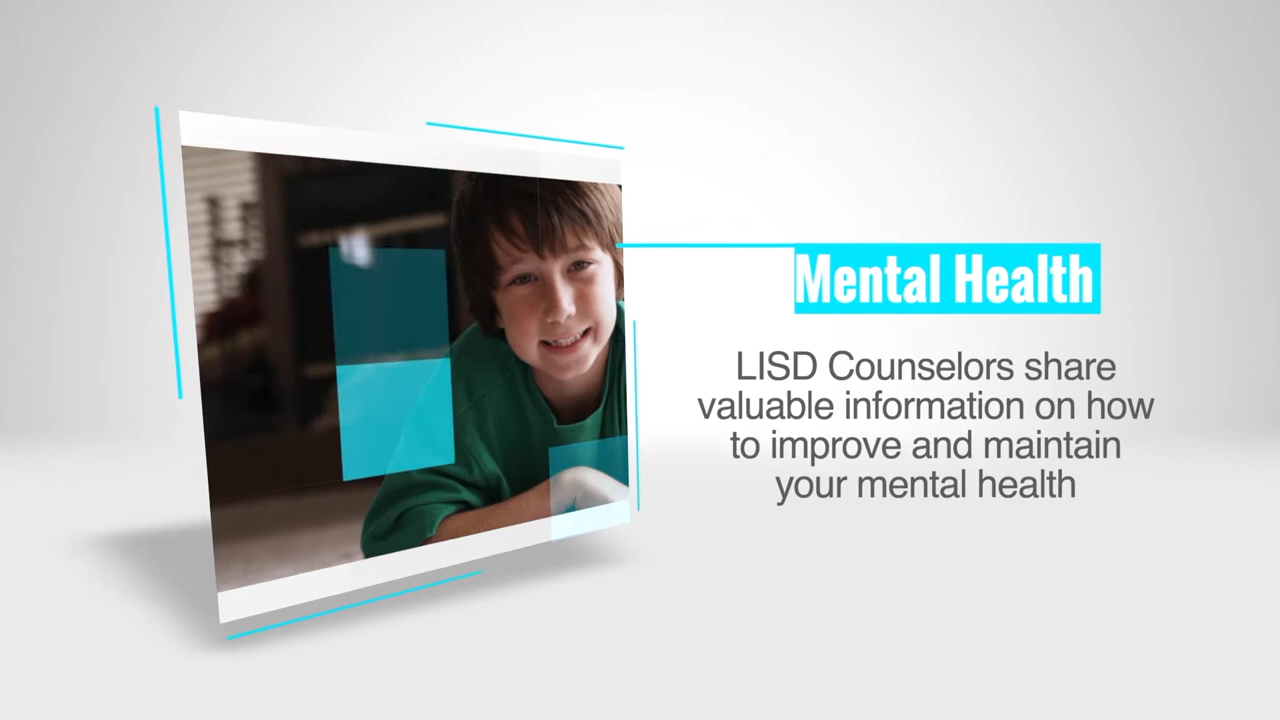 Mental Health
LISD Counselors share
valuable information on how
to improve and maintain
your mental health